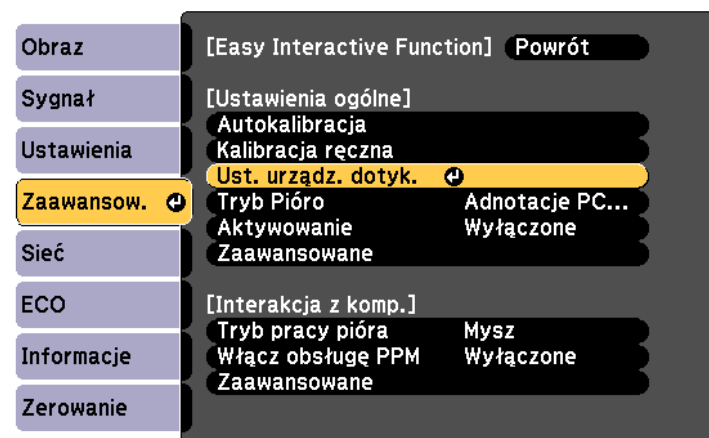 Obraz
Sygnał
Ustawienia
Zaawansow.
Sieć
ECO
Informacje
Zerowanie
[Easy Interactive Function] Powrót
[Ustawienia ogólne]
Autokalibracja
Kalibracja ręczna
Ust. urządz. dotyk.
Tryb Pióro Adnotacje PC...
Aktywowanie Wyłączone
Zaawansowane
[Interakcja z komp.]
Tryb pracy pióra Mysz
Włącz obsługę PPM Wyłączone
Zaawansowane